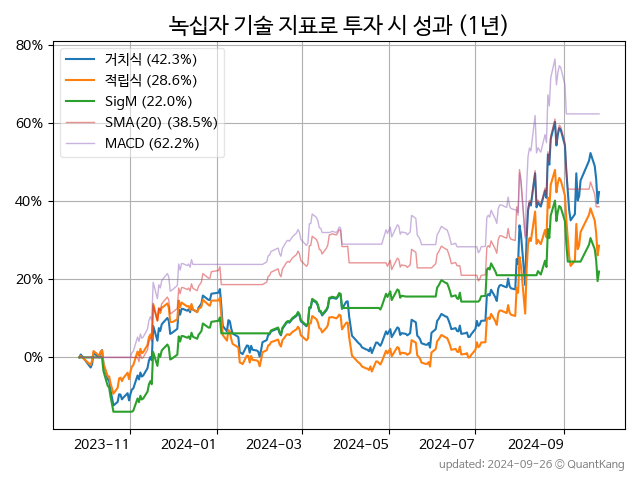 녹십자 기술 지표로 투자 시 성과 (1년)
80%
60%
40%
20%
0%
거치식 (42.3%)
적립식 (28.6%)
SigM (22.0%)
SMA(20) (38.5%)
MACD (62.2%)
2023-11 2024-01 2024-03 2024-05 2024-07 2024-09
updated: 2024-09-26 © QuantKang